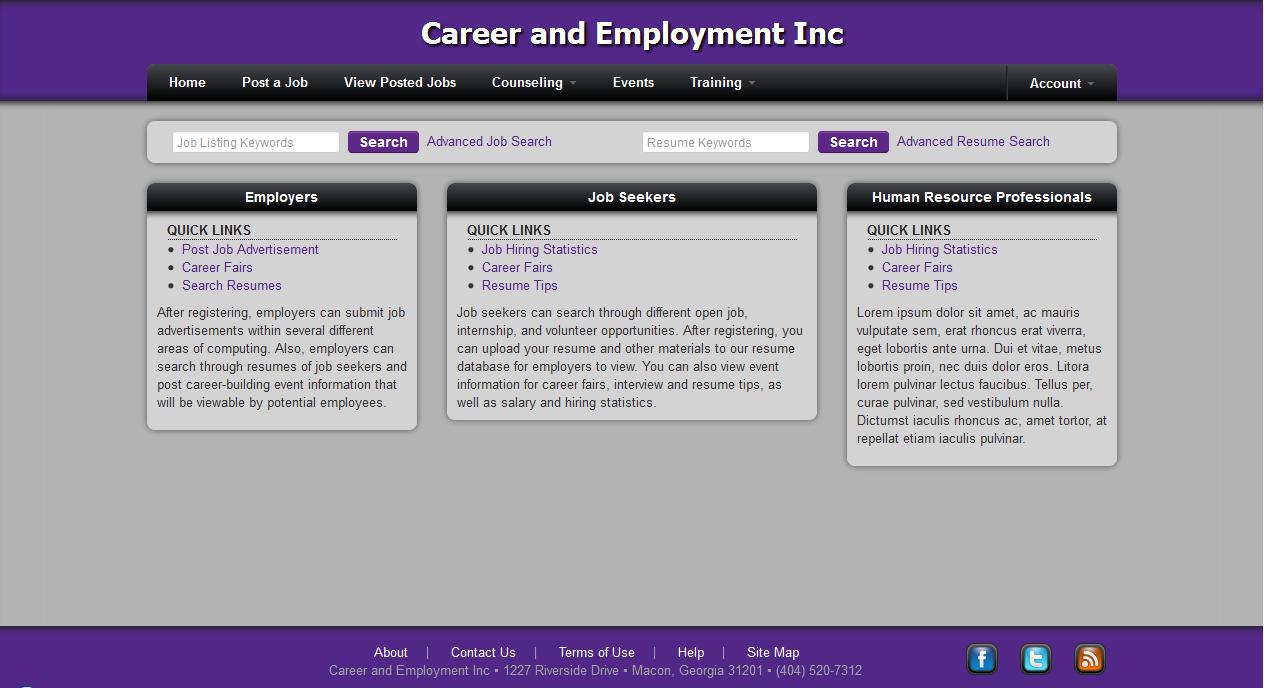 Career and Employment Inc
Home Post a Job View Posted Jobs Counseling Events Training Account
Job Listing Keywords Search Advanced Job Search Resume Keywords Search Advanced Resume Search
Employers
QUICK LINKS
• Post Job Advertisement
• Career Fairs
• Search Resumes
After registering, employers can submit job
advertisements within several different
areas of computing. Also, employers can
search through resumes of job seekers and
post career-building event information that
will be viewable by potential employees.
Job Seekers
QUICK LINKS
• Job Hiring Statistics
• Career Fairs
• Resume Tips
Job seekers can search through different open job,
internship, and volunteer opportunities. After registering, you
can upload your resume and other materials to our resume
database for employers to view. You can also view event
information for career fairs, interview and resume tips, as
well as salary and hiring statistics.
Human Resource Professionals
QUICK LINKS
• Job Hiring Statistics
• Career Fairs
• Resume Tips
Lorem ipsum dolor sit amet, ac mauris
vulputate sem, erat rhoncus erat viverra,
eget lobortis ante urna. Dui et vitae, metus
lobortis proin, nec duis dolor eros. Litora
lorem pulvinar lectus faucibus. Tellus per,
curae pulvinar, sed vestibulum nulla.
Dictumst iaculis rhoncus ac, amet tortor, at
repellat etiam iaculis pulvinar.
About | Contact Us | Terms of Use | Help | Site Map
Career and Employment Inc • 1227 Riverside Drive • Macon, Georgia 31201 • (404) 520-7312